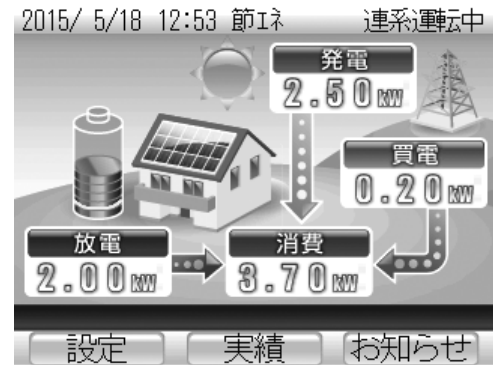 2015/ 5/18 12:53 節エネ 連系運転中
発電
2.50kW
買電
0.20kW
放電
2.00kW
消費
3.70kW
設定 実績 お知らせ